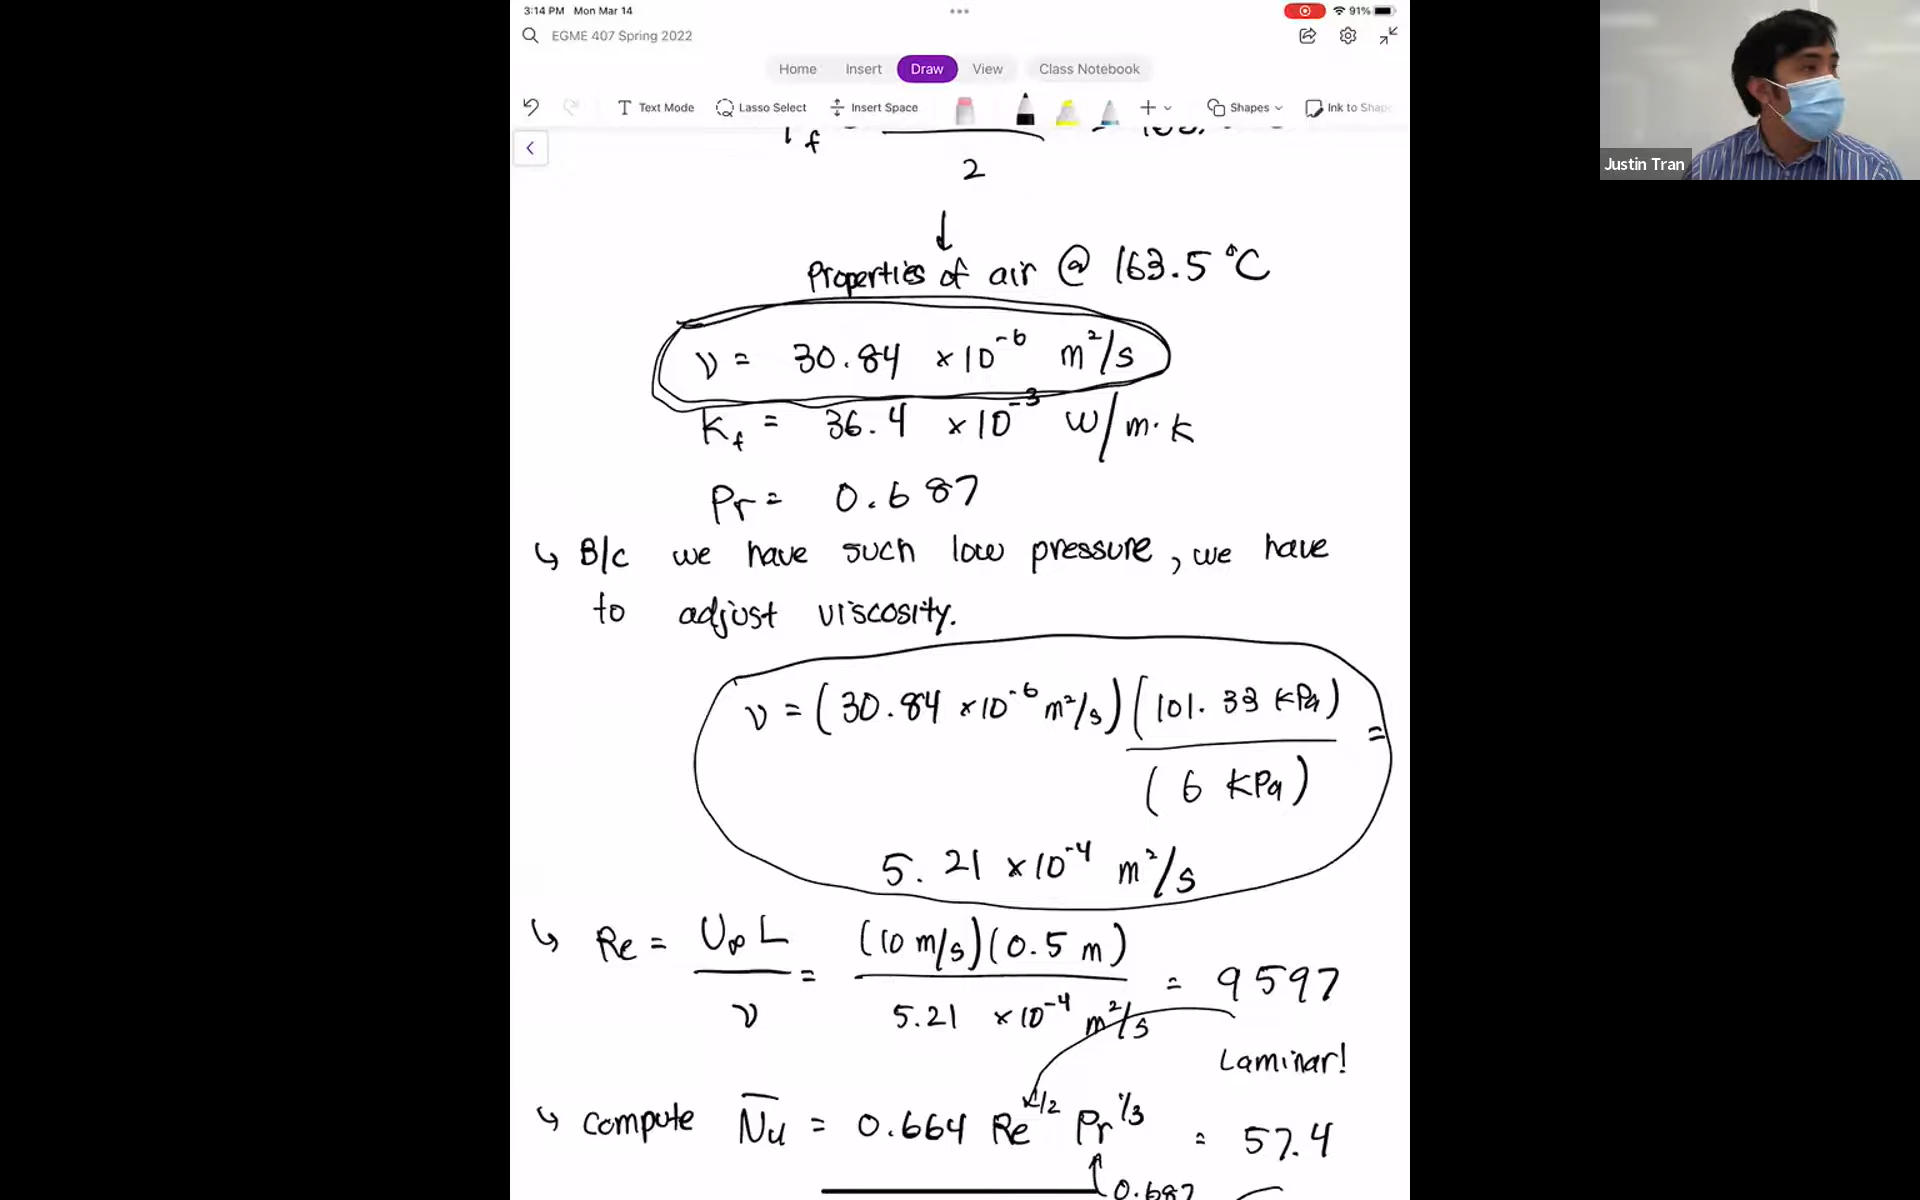 3:14 PM Mon Mar 14
91%
EGME 407 Spring 2022
Home Insert Draw View Class Notebook
Text Mode Lasso Select Insert Space Shapes Ink to Shape
Justin Tran
f
2
Properties of air @ 163.5 °C
ν = 30.84 ×10⁻⁶ m²/s
k_f = 36.4 ×10⁻³ W/m·K
Pr = 0.687
↳ B/c we have such low pressure, we have
to adjust viscosity.
ν = (30.84 ×10⁻⁶ m²/s) (101.33 kPa) / (6 kPa) =
5.21 ×10⁻⁴ m²/s
↳ Re = U∞ L / ν = (10 m/s)(0.5 m) / 5.21 ×10⁻⁴ m²/s = 9597
Laminar!
↳ compute N̅u̅ = 0.664 Re^1/2 Pr^1/3 = 57.4
0.687